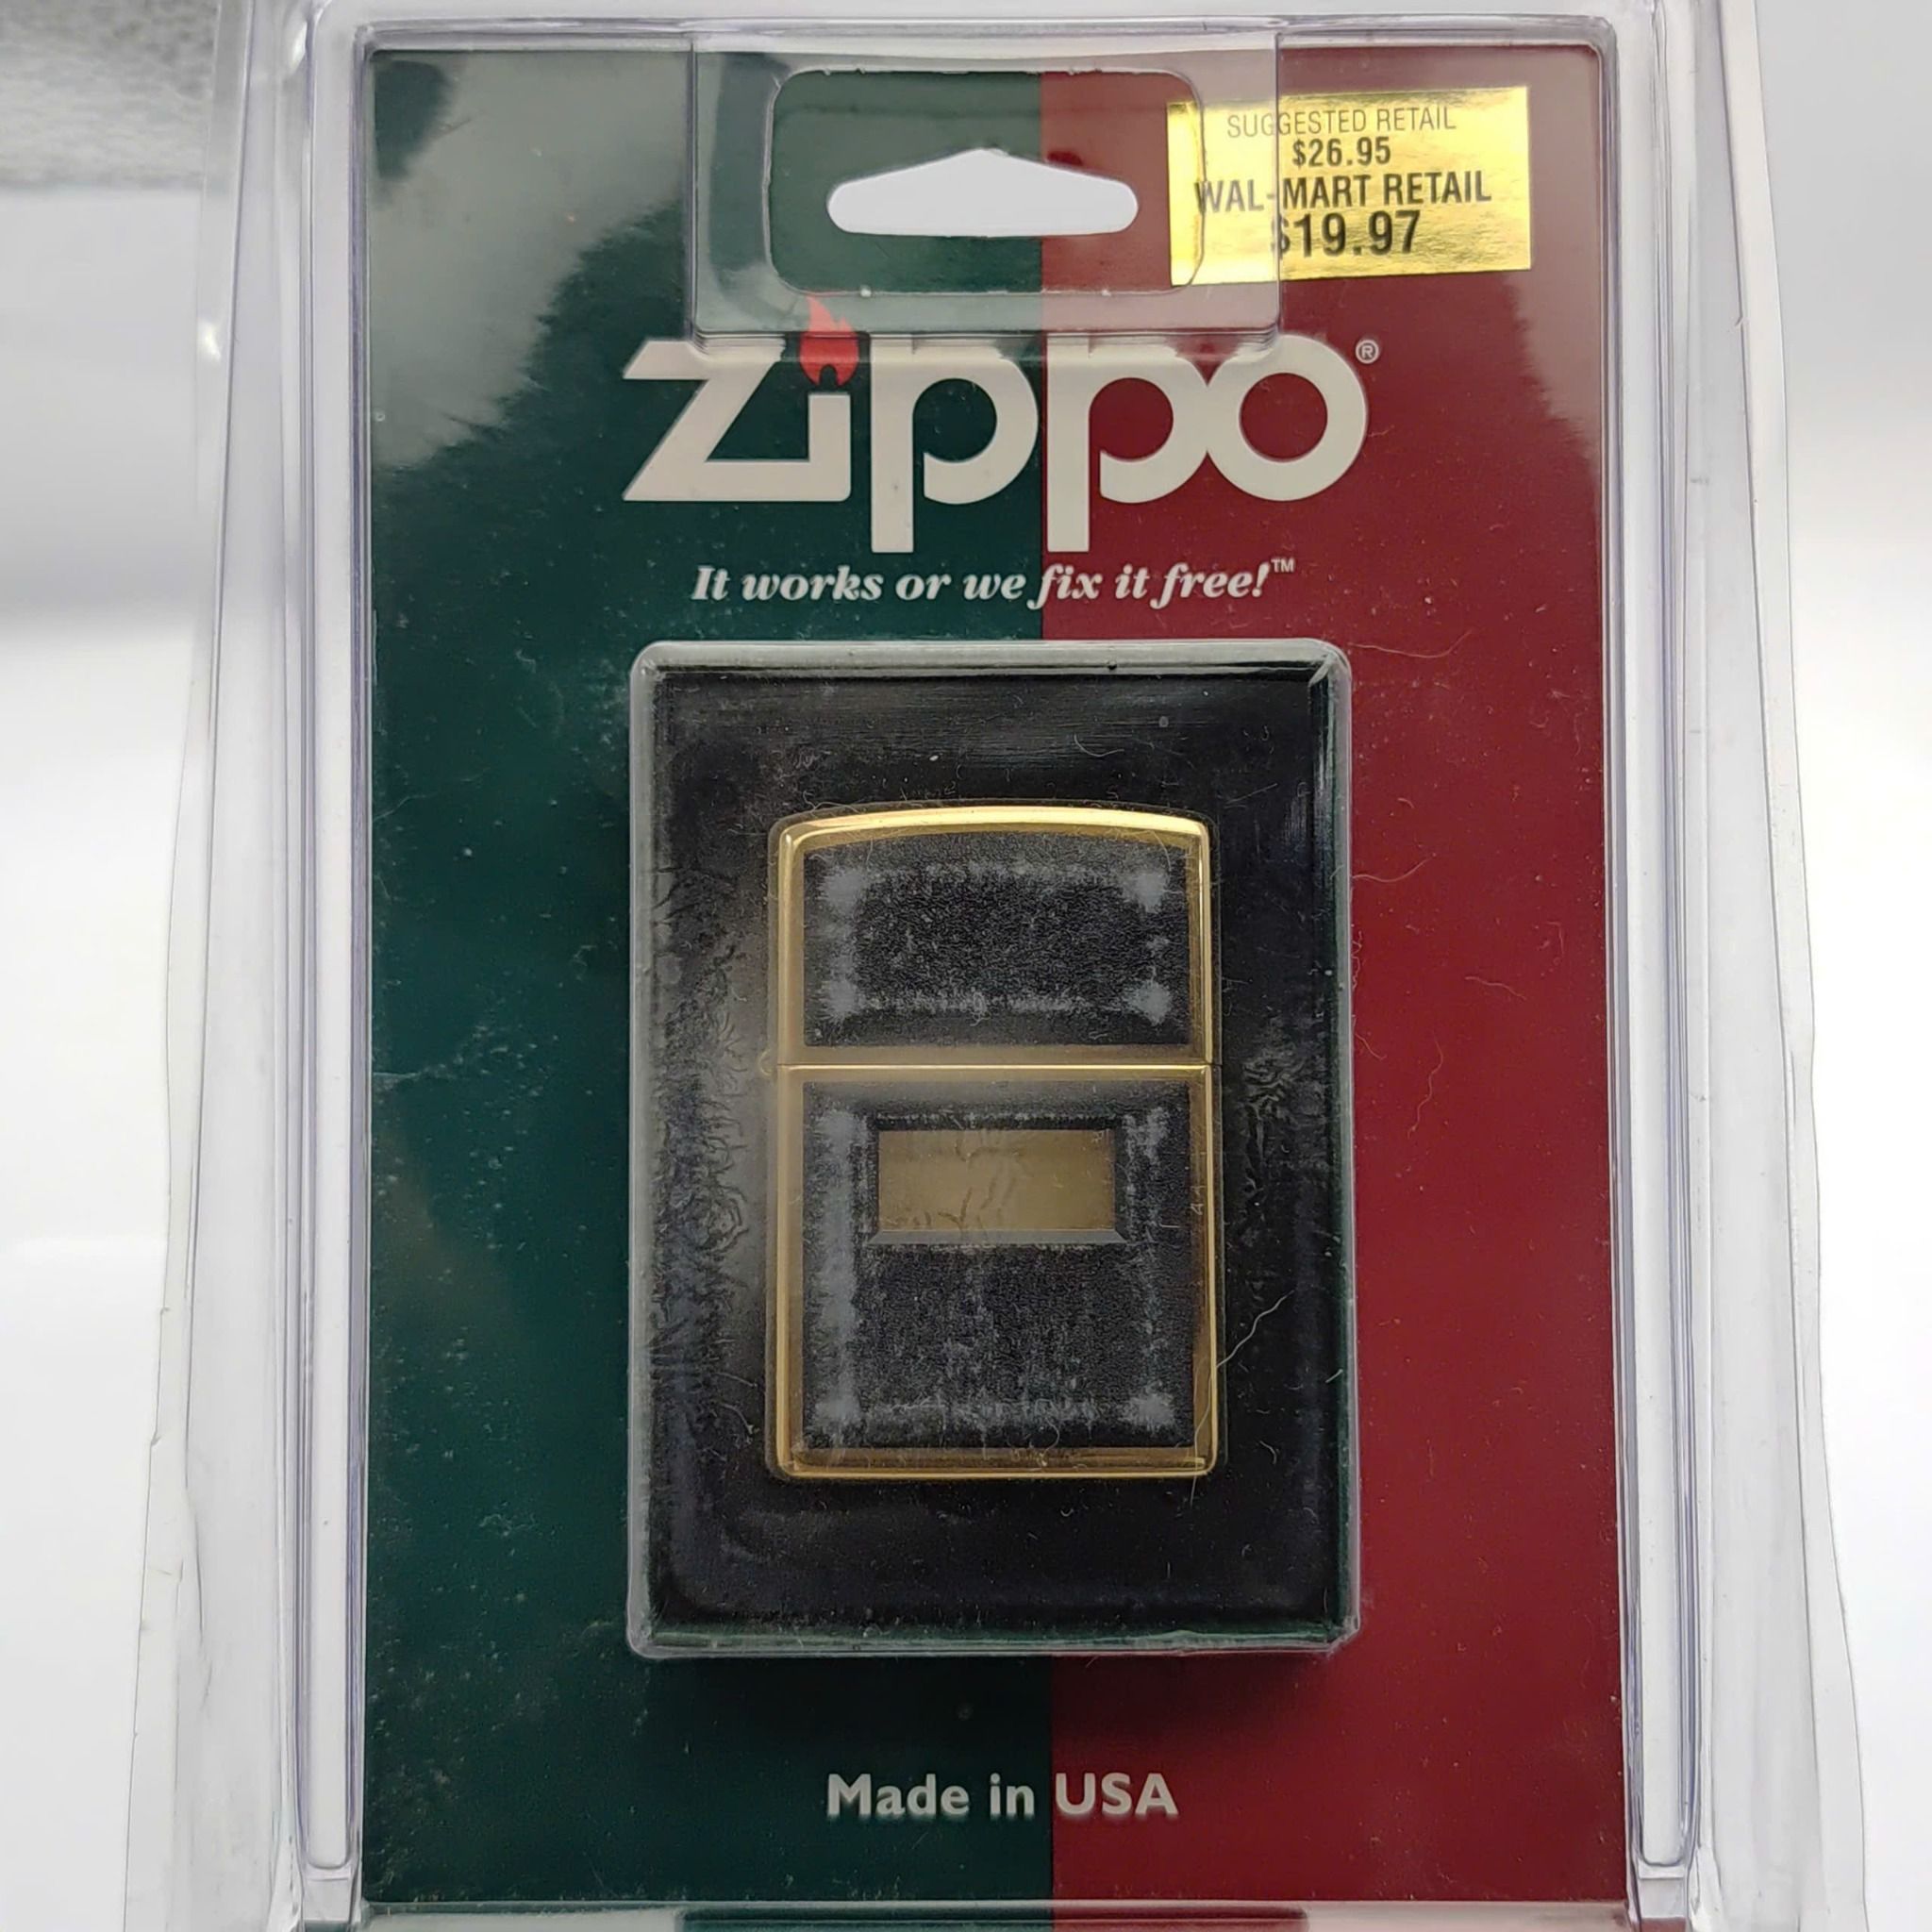 SUGGESTED RETAIL
$26.95
WAL-MART RETAIL
$19.97
zippo®
It works or we fix it free!™
Made in USA